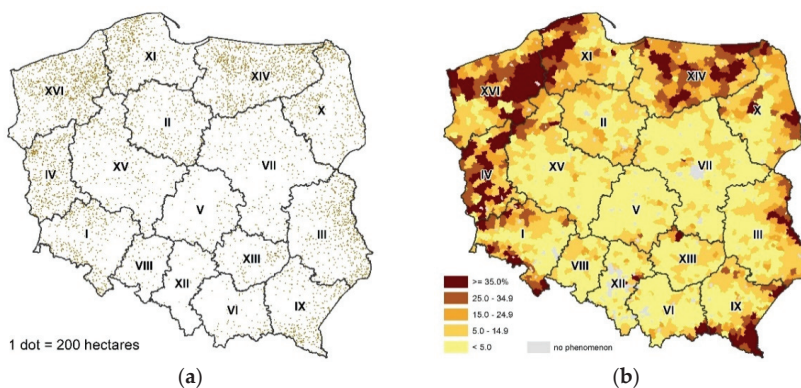 XI
XIV
XVI
X
II
IV
XV
VII
V
III
I
VIII
XIII
XII
VI
IX
1 dot = 200 hectares
(a)
XI
XIV
XVI
X
II
IV
XV
VII
V
III
I
VIII
XIII
XII
VI
IX
>= 35.0%
25.0 - 34.9
15.0 - 24.9
5.0 - 14.9
< 5.0
no phenomenon
(b)